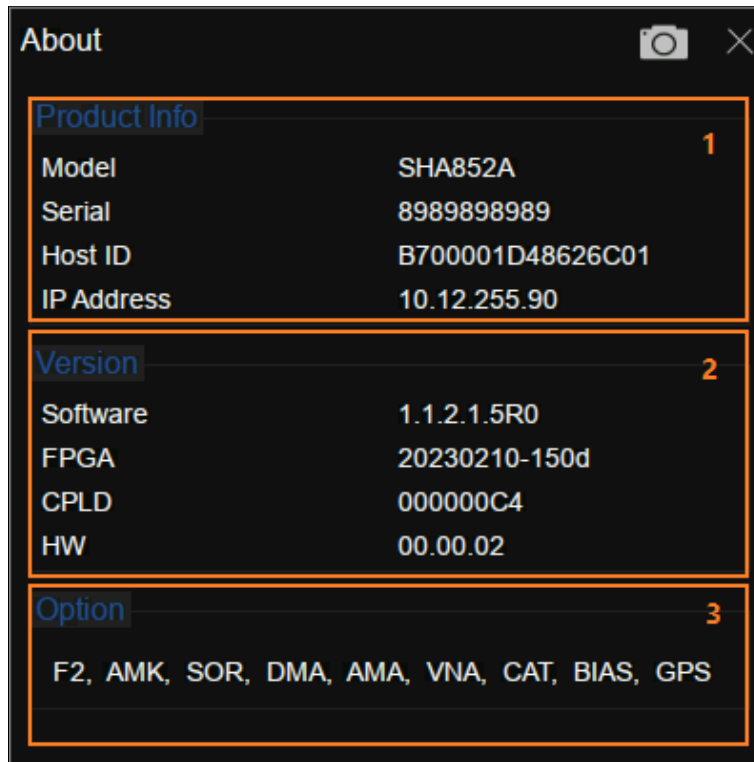 About
Product Info
1
Model SHA852A
Serial 8989898989
Host ID B700001D48626C01
IP Address 10.12.255.90
Version
2
Software 1.1.2.1.5R0
FPGA 20230210-150d
CPLD 000000C4
HW 00.00.02
Option
3
F2, AMK, SOR, DMA, AMA, VNA, CAT, BIAS, GPS